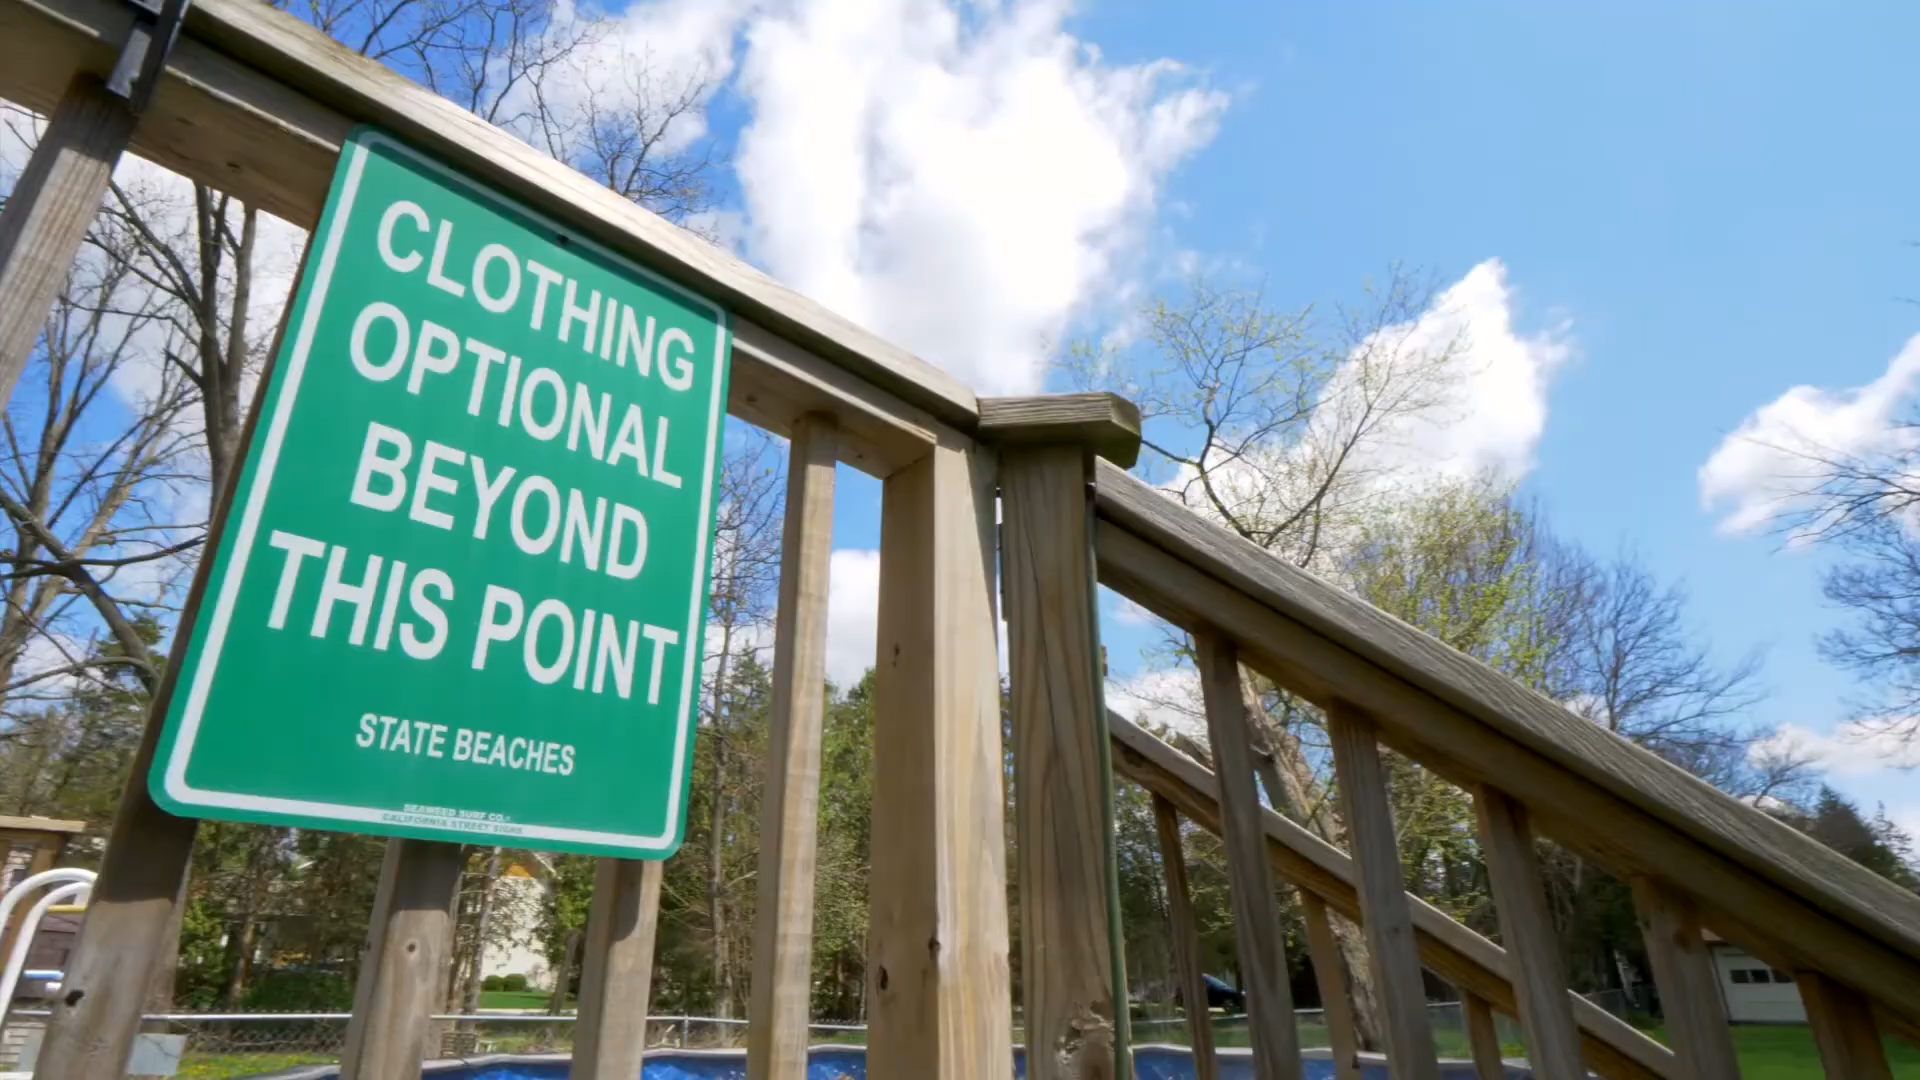 CLOTHING
OPTIONAL
BEYOND
THIS POINT
STATE BEACHES
SEAWEED SURF CO.
CALIFORNIA STREET SIGNS